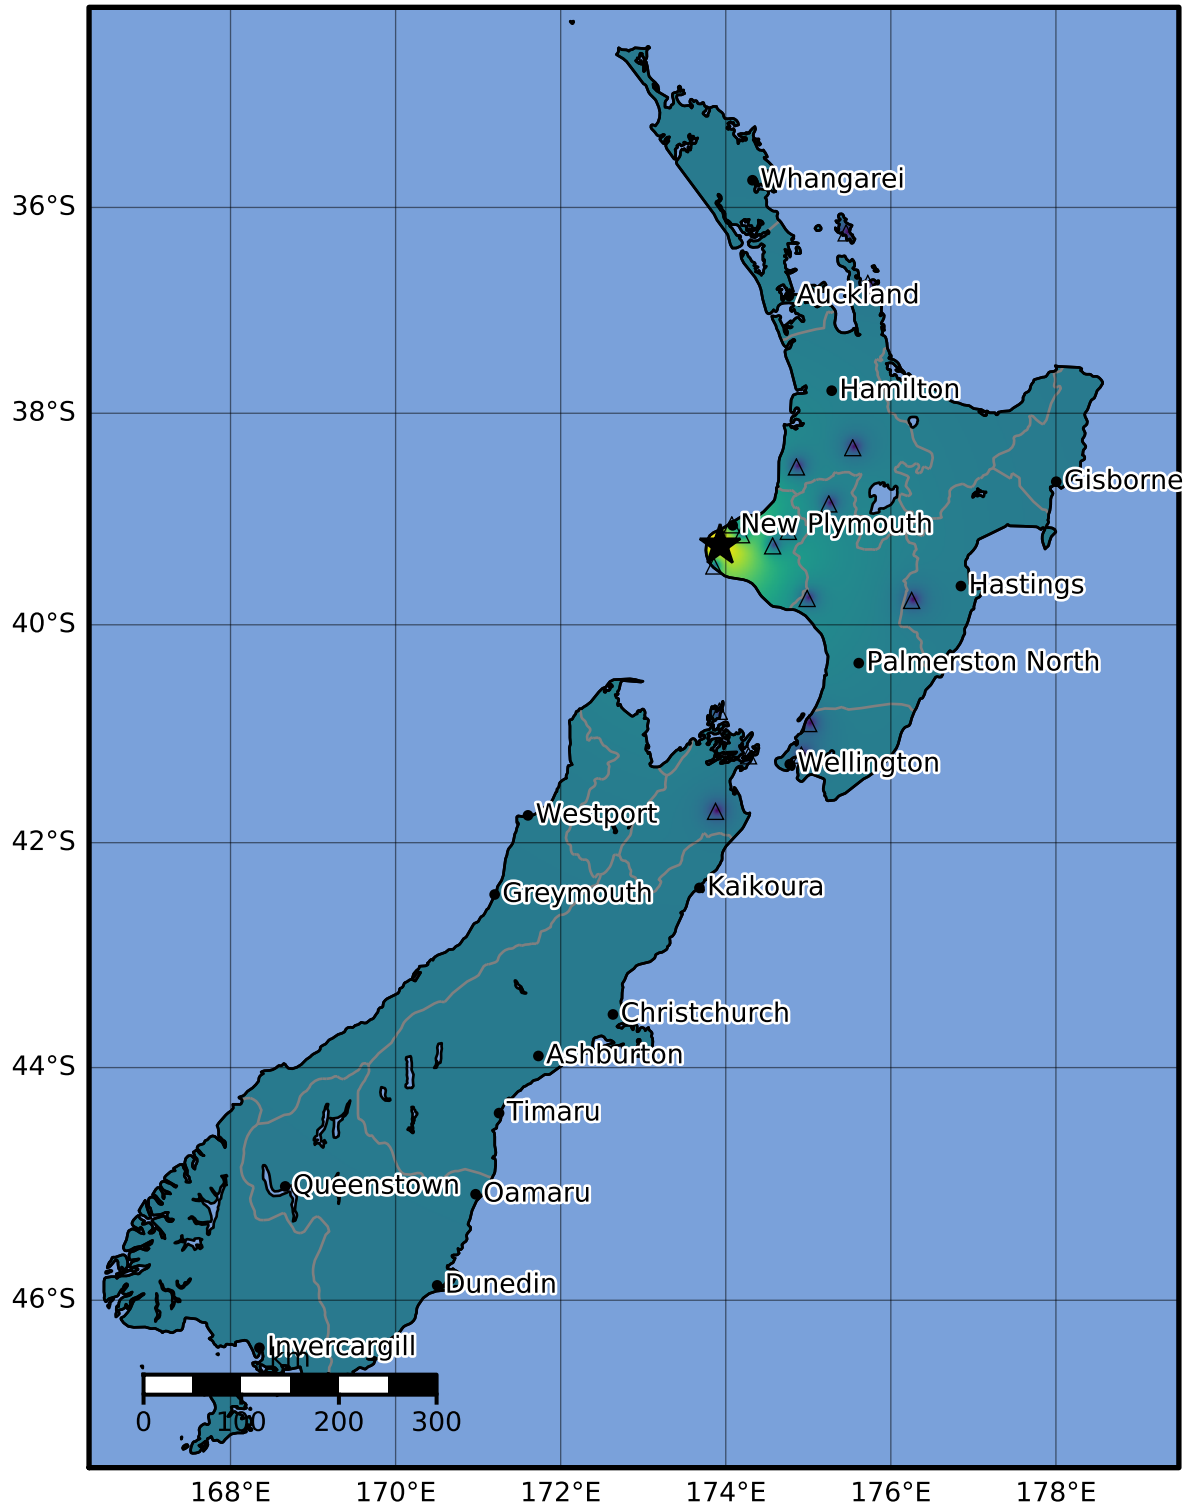 Whangarei
36°S
Auckland
Hamilton
38°S
Gisborne
New Plymouth
Hastings
40°S
Palmerston North
Wellington
Westport
42°S
Kaikoura
Greymouth
Christchurch
Ashburton
44°S
Timaru
Queenstown
Oamaru
Dunedin
46°S
Invercargill
km
0 100 200 300
168°E 170°E 172°E 174°E 176°E 178°E